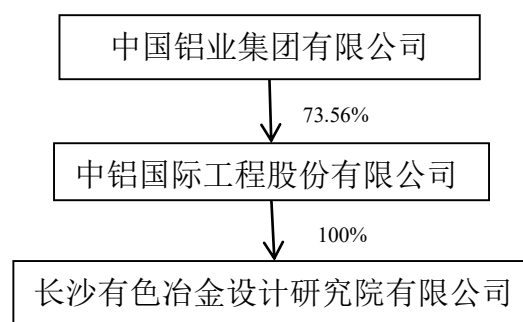 中国铝业集团有限公司
73.56%
中铝国际工程股份有限公司
100%
长沙有色冶金设计研究院有限公司